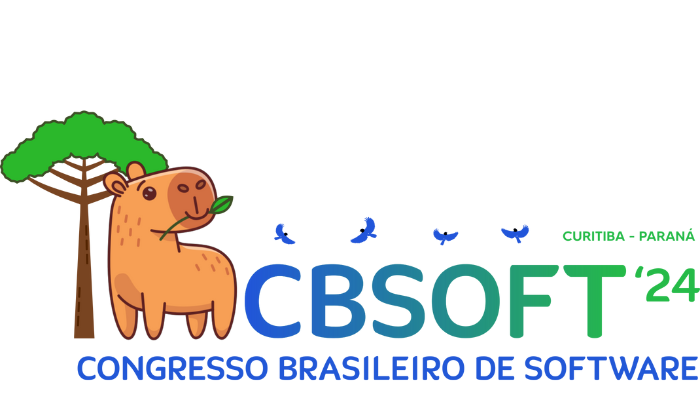 CURITIBA - PARANÁ
CBSOFT '24
CONGRESSO BRASILEIRO DE SOFTWARE